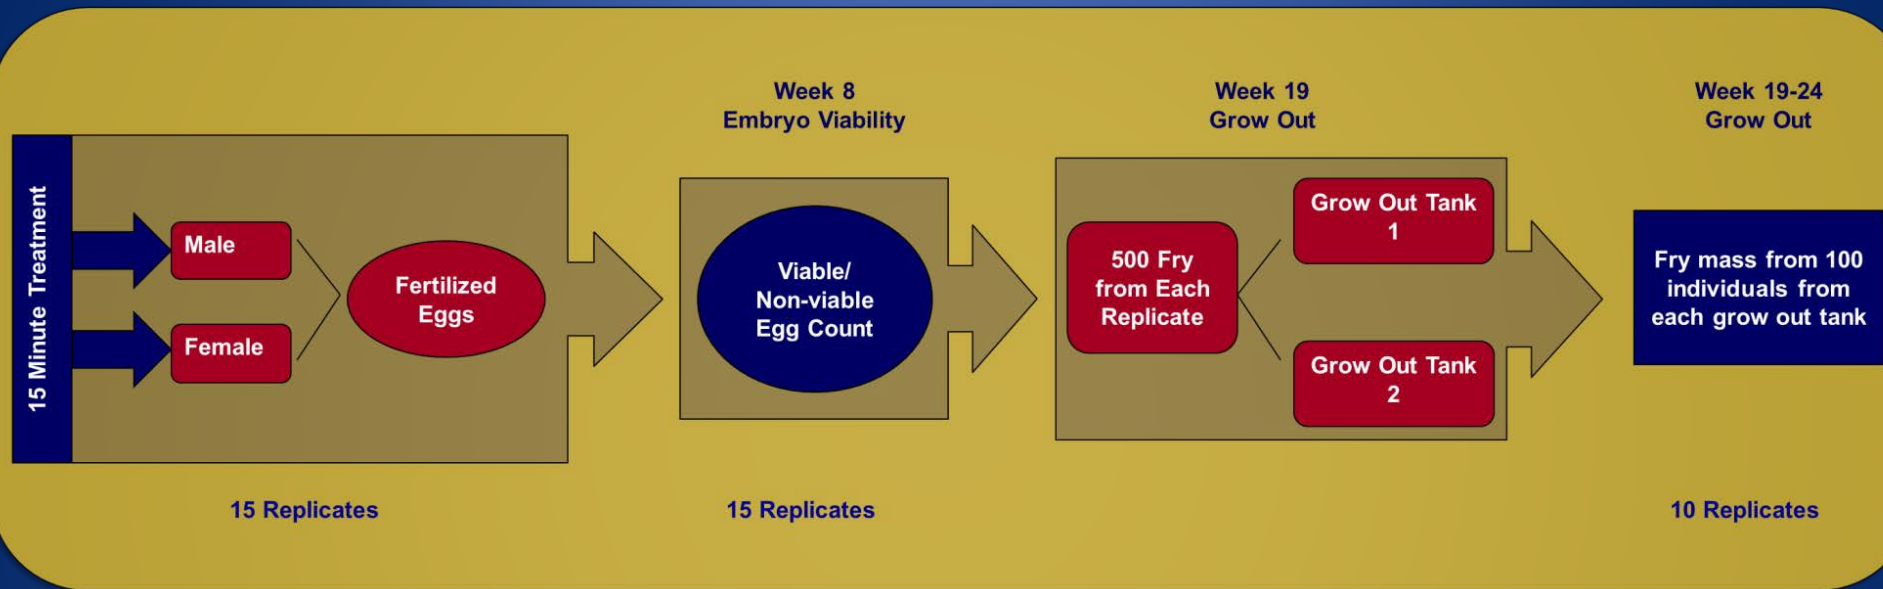 Week 8
Embryo Viability
Week 19
Grow Out
Week 19-24
Grow Out
15 Minute Treatment
Male
Female
Fertilized
Eggs
Viable/
Non-viable
Egg Count
500 Fry
from Each
Replicate
Grow Out Tank
1
Grow Out Tank
2
Fry mass from 100
individuals from
each grow out tank
15 Replicates
15 Replicates
10 Replicates